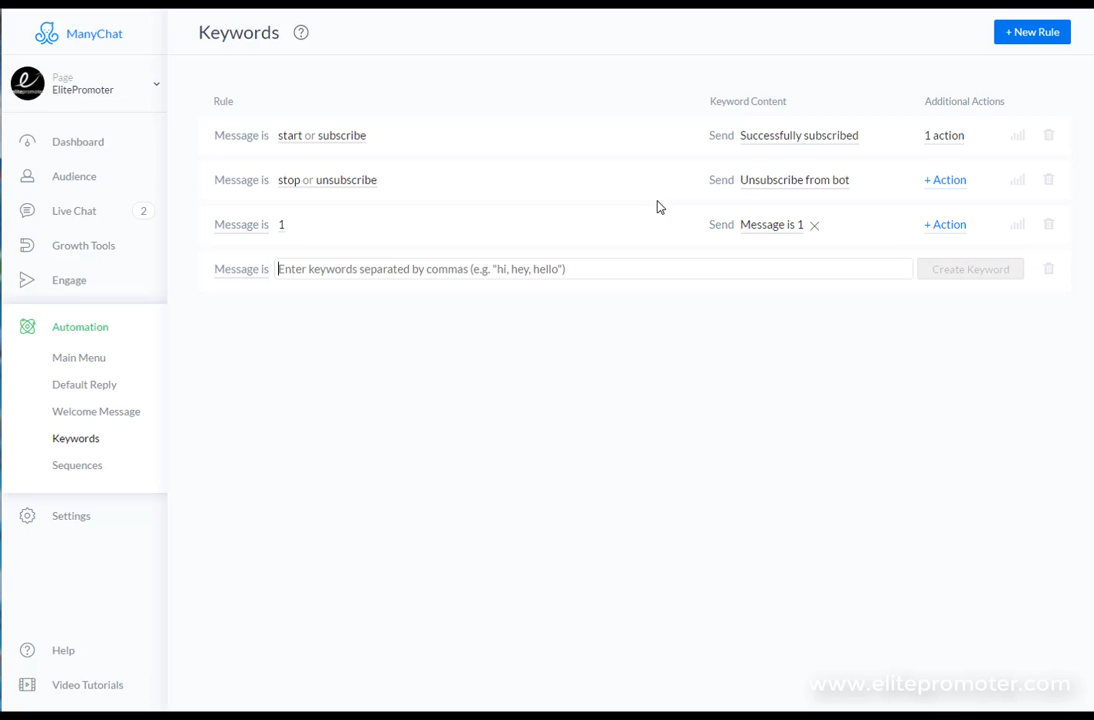 ManyChat
Keywords ?
+ New Rule
Page
ElitePromoter
Dashboard
Audience
Live Chat 2
Growth Tools
Engage
Automation
Main Menu
Default Reply
Welcome Message
Keywords
Sequences
Settings
Help
Video Tutorials
Rule Keyword Content Additional Actions
Message is start or subscribe Send Successfully subscribed 1 action
Message is stop or unsubscribe Send Unsubscribe from bot + Action
Message is 1 Send Message is 1 + Action
Message is Enter keywords separated by commas (e.g. "hi, hey, hello") Create Keyword
www.elitepromoter.com